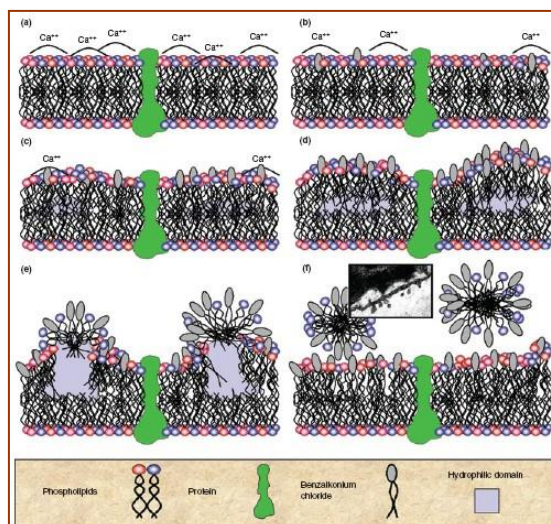 (a)
Ca++ Ca++ Ca++ Ca++ Ca++ Ca++
(b)
Ca++ Ca++ Ca++
(c)
Ca++ Ca++
(d)
(e)
(f)
Phospholipids
Protein
Benzalkonium
chloride
Hydrophilic domain